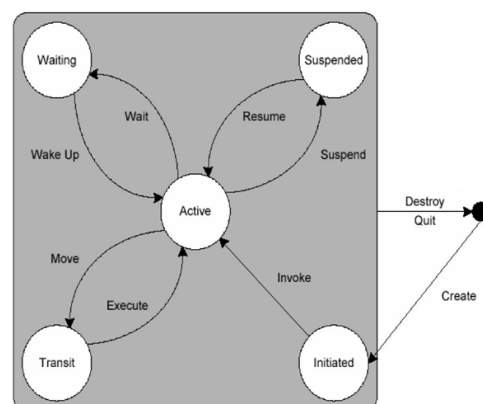 Waiting
Suspended
Wait
Resume
Wake Up
Suspend
Active
Destroy
Quit
Move
Invoke
Create
Execute
Transit
Initiated